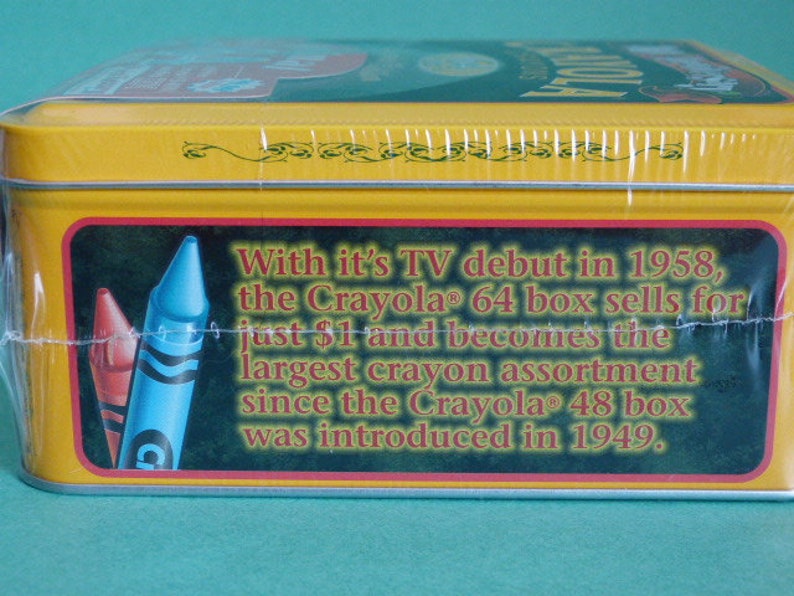 CRAYOLA
With it's TV debut in 1958,
the Crayola® 64 box sells for
just $1 and becomes the
largest crayon assortment
since the Crayola® 48 box
was introduced in 1949.